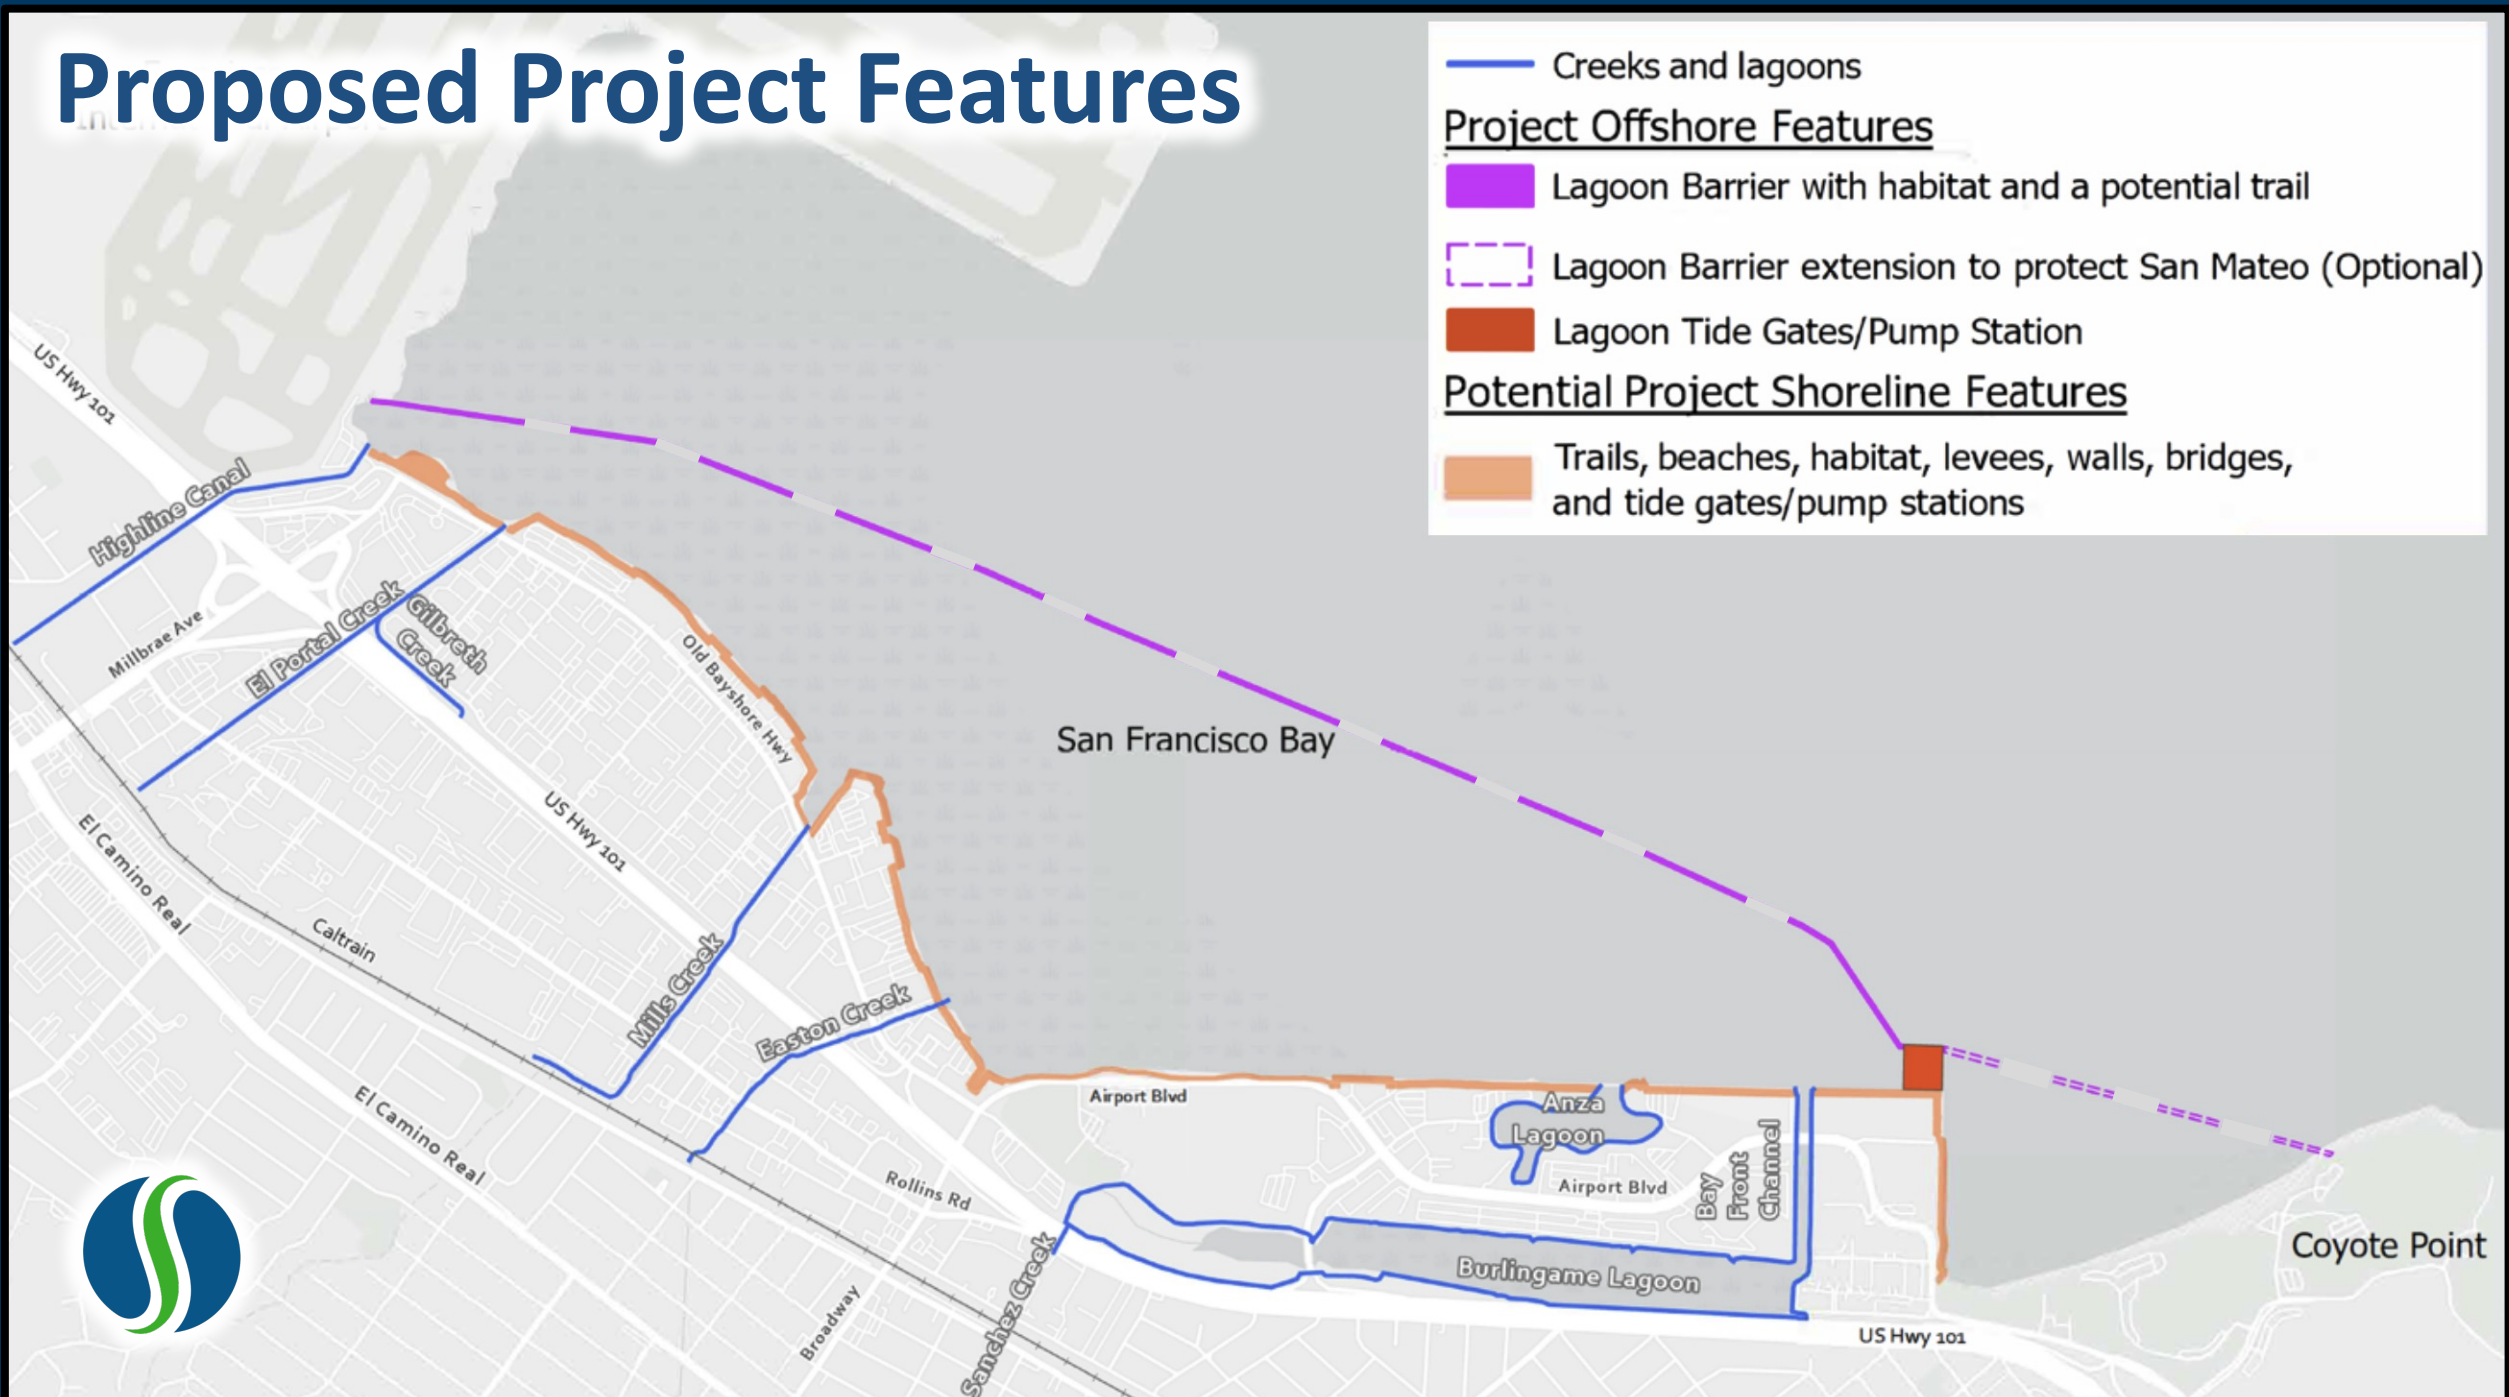 Proposed Project Features
Creeks and lagoons
Project Offshore Features
Lagoon Barrier with habitat and a potential trail
Lagoon Barrier extension to protect San Mateo (Optional)
Lagoon Tide Gates/Pump Station
Potential Project Shoreline Features
Trails, beaches, habitat, levees, walls, bridges,
and tide gates/pump stations
US Hwy 101
Highline Canal
Millbrae Ave
El Portal Creek
Gilbreth
Creek
Old Bayshore Hwy
San Francisco Bay
US Hwy 101
El Camino Real
Caltrain
Mills Creek
Easton Creek
El Camino Real
Airport Blvd
Anza
Lagoon
Bay
Front
Channel
Airport Blvd
Rollins Rd
Sanchez Creek
Broadway
Burlingame Lagoon
Coyote Point
US Hwy 101